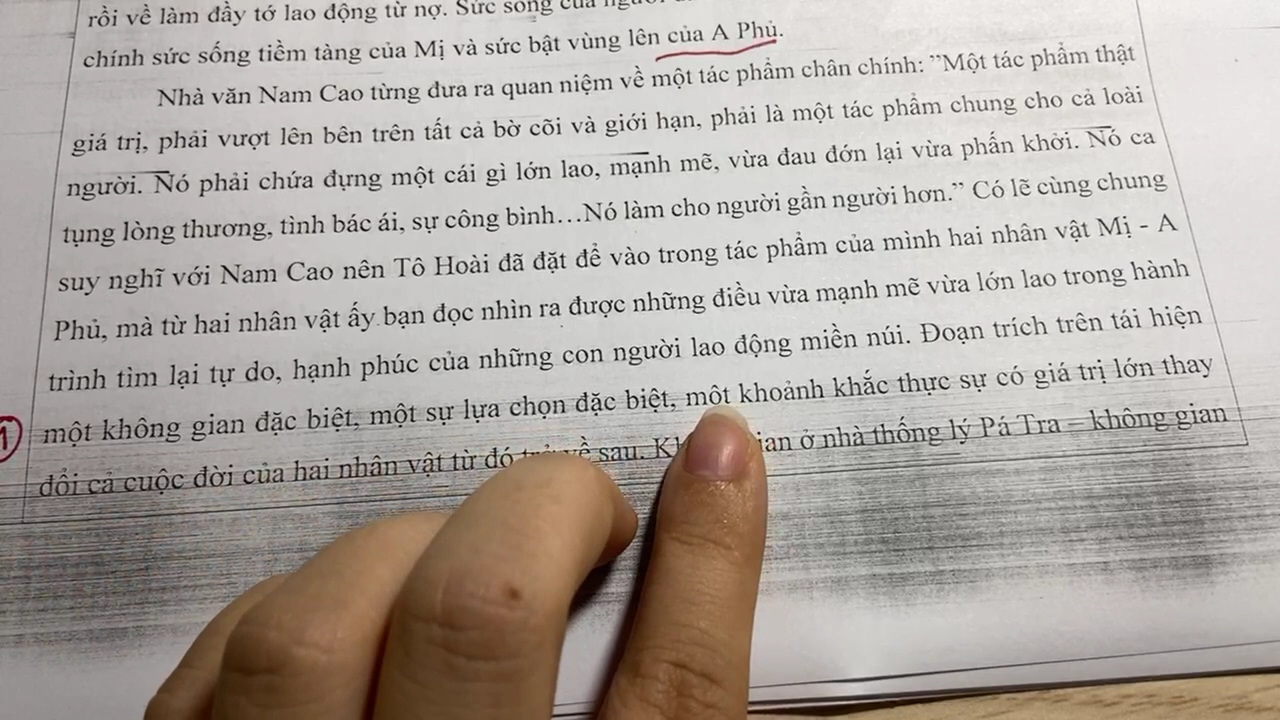 rồi về làm đầy tớ lao động từ nợ. Sức sống của
chính sức sống tiềm tàng của Mị và sức bật vùng lên của A Phủ.
Nhà văn Nam Cao từng đưa ra quan niệm về một tác phẩm chân chính: ”Một tác phẩm thật
giá trị, phải vượt lên bên trên tất cả bờ cõi và giới hạn, phải là một tác phẩm chung cho cả loài
người. Nó phải chứa đựng một cái gì lớn lao, mạnh mẽ, vừa đau đớn lại vừa phấn khởi. Nó ca
tụng lòng thương, tình bác ái, sự công bình…Nó làm cho người gần người hơn.” Có lẽ cùng chung
suy nghĩ với Nam Cao nên Tô Hoài đã đặt để vào trong tác phẩm của mình hai nhân vật Mị - A
Phủ, mà từ hai nhân vật ấy bạn đọc nhìn ra được những điều vừa mạnh mẽ vừa lớn lao trong hành
trình tìm lại tự do, hạnh phúc của những con người lao động miền núi. Đoạn trích trên tái hiện
một không gian đặc biệt, một sự lựa chọn đặc biệt, một khoảnh khắc thực sự có giá trị lớn thay
đổi cả cuộc đời của hai nhân vật từ đó về sau. ở nhà thống lý Pá Tra – không gian